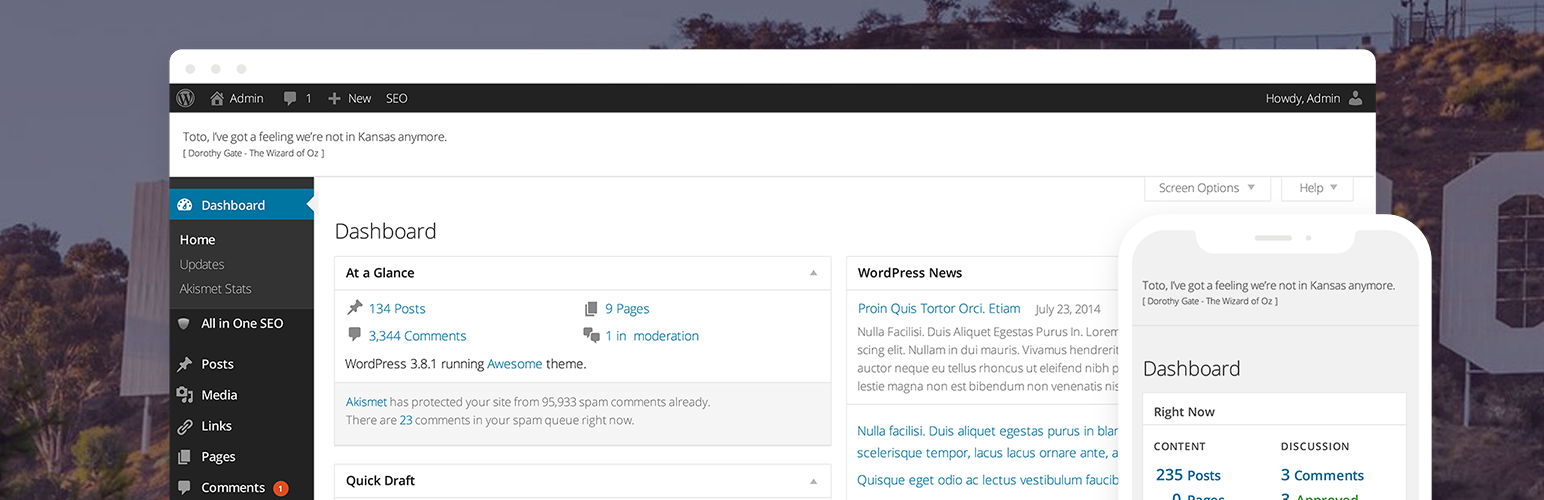 Admin
1
New
SEO
Howdy, Admin
Toto, I've got a feeling we're not in Kansas anymore.
[ Dorothy Gate - The Wizard of Oz ]
Dashboard
Home
Updates
Akismet Stats
All in One SEO
Posts
Media
Links
Pages
Comments 1
Screen Options
Help
Dashboard
At a Glance
134 Posts
9 Pages
3,344 Comments
1 in moderation
WordPress 3.8.1 running Awesome theme.
Akismet has protected your site from 95,933 spam comments already.
There are 23 comments in your spam queue right now.
Quick Draft
WordPress News
Proin Quis Tortor Orci. Etiam July 23, 2014
Nulla Facilisi. Duis Aliquet Egestas Purus In. Lorem
scing elit. Nullam in dui mauris. Vivamus hendrerit
auctor neque eu tellus rhoncus ut eleifend nibh p
lestie magna non est bibendum non venenatis nis
Nulla facilisi. Duis aliquet egestas purus in blan
scelerisque tempor, lacus lacus ornare ante, a
Quisque eget odio ac lectus vestibulum faucib
Toto, I've got a feeling we're not in Kansas anymore.
[ Dorothy Gate - The Wizard of Oz ]
Dashboard
Right Now
CONTENT
DISCUSSION
235 Posts
3 Comments
0 Pages
3 Approved